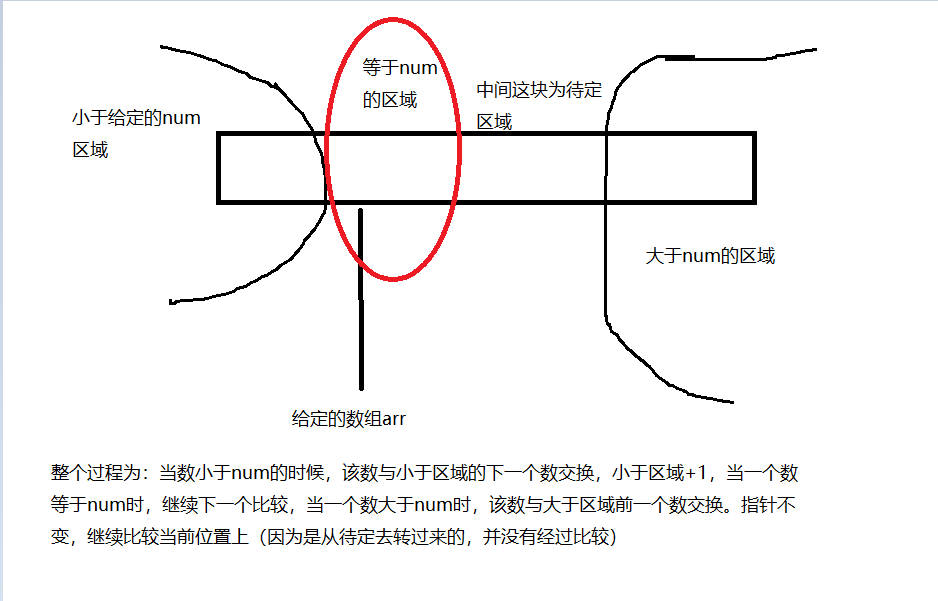 等于num
的区域
中间这块为待定
区域
小于给定的num
区域
大于num的区域
给定的数组arr
整个过程为：当数小于num的时候，该数与小于区域的下一个数交换，小于区域+1，当一个数
等于num时，继续下一个比较，当一个数大于num时，该数与大于区域前一个数交换。指针不
变，继续比较当前位置上（因为是从待定去转过来的，并没有经过比较）